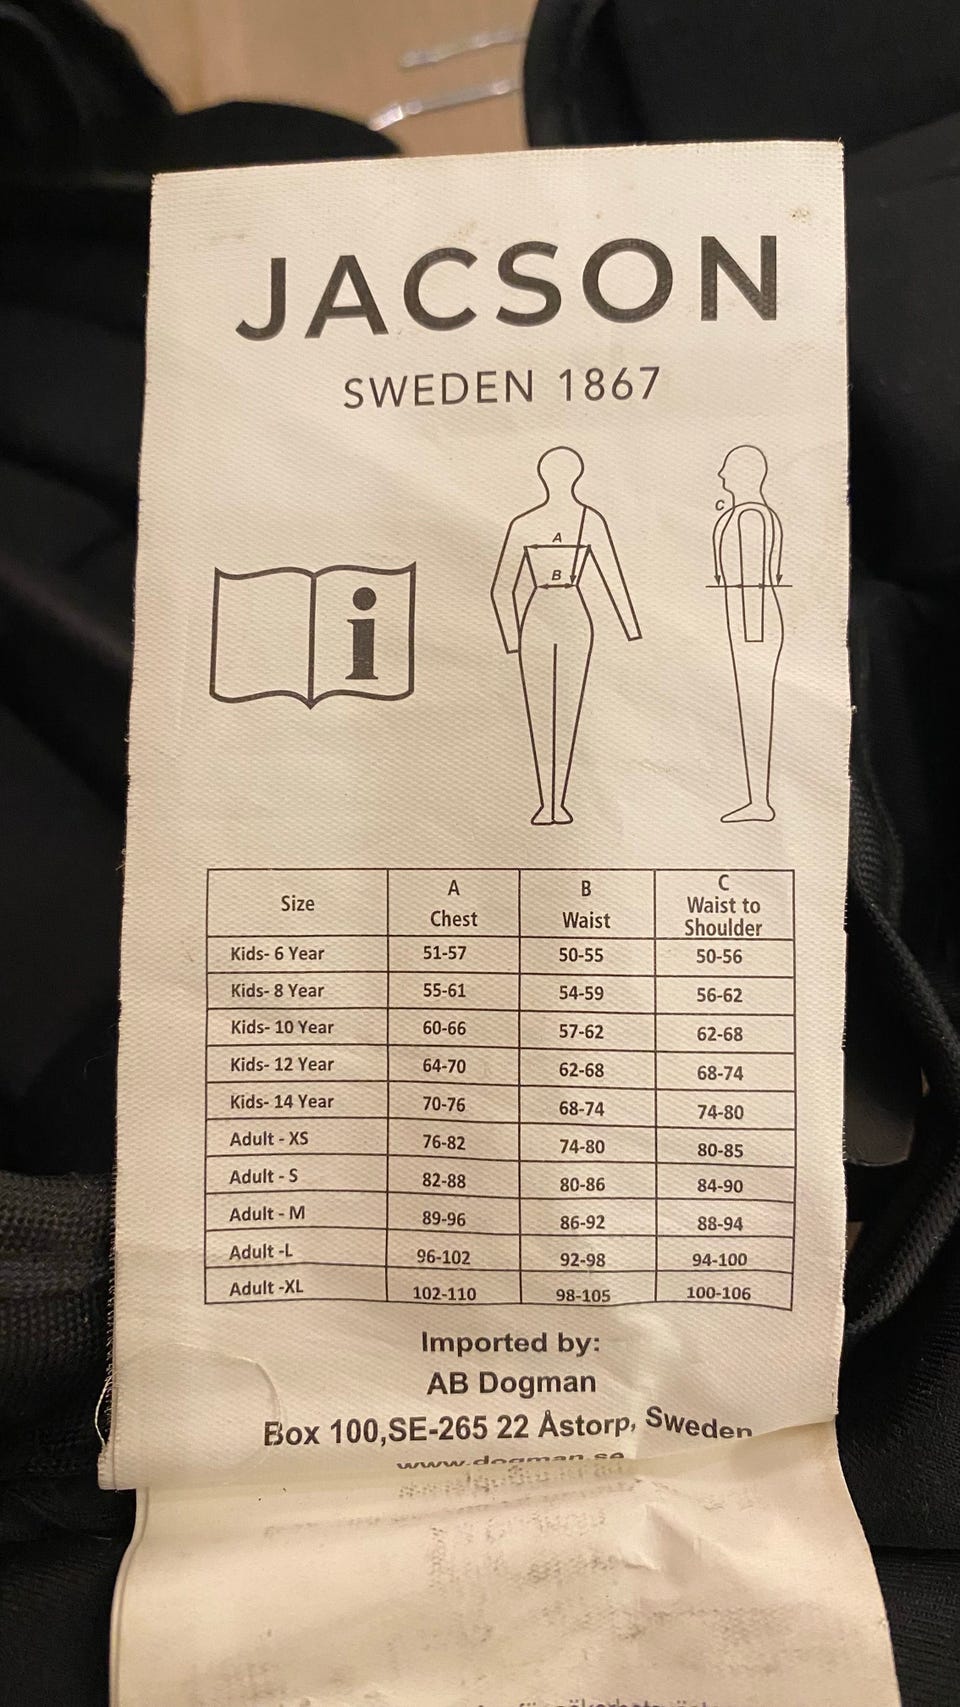 JACSON
SWEDEN 1867
A
B
C
i
Size A Chest B Waist C Waist to Shoulder
Kids- 6 Year 51-57 50-55 50-56
Kids- 8 Year 55-61 54-59 56-62
Kids- 10 Year 60-66 57-62 62-68
Kids- 12 Year 64-70 62-68 68-74
Kids- 14 Year 70-76 68-74 74-80
Adult - XS 76-82 74-80 80-85
Adult - S 82-88 80-86 84-90
Adult - M 89-96 86-92 88-94
Adult -L 96-102 92-98 94-100
Adult -XL 102-110 98-105 100-106
Imported by:
AB Dogman
Box 100,SE-265 22 Åstorp, Sweden
www.dogman.se